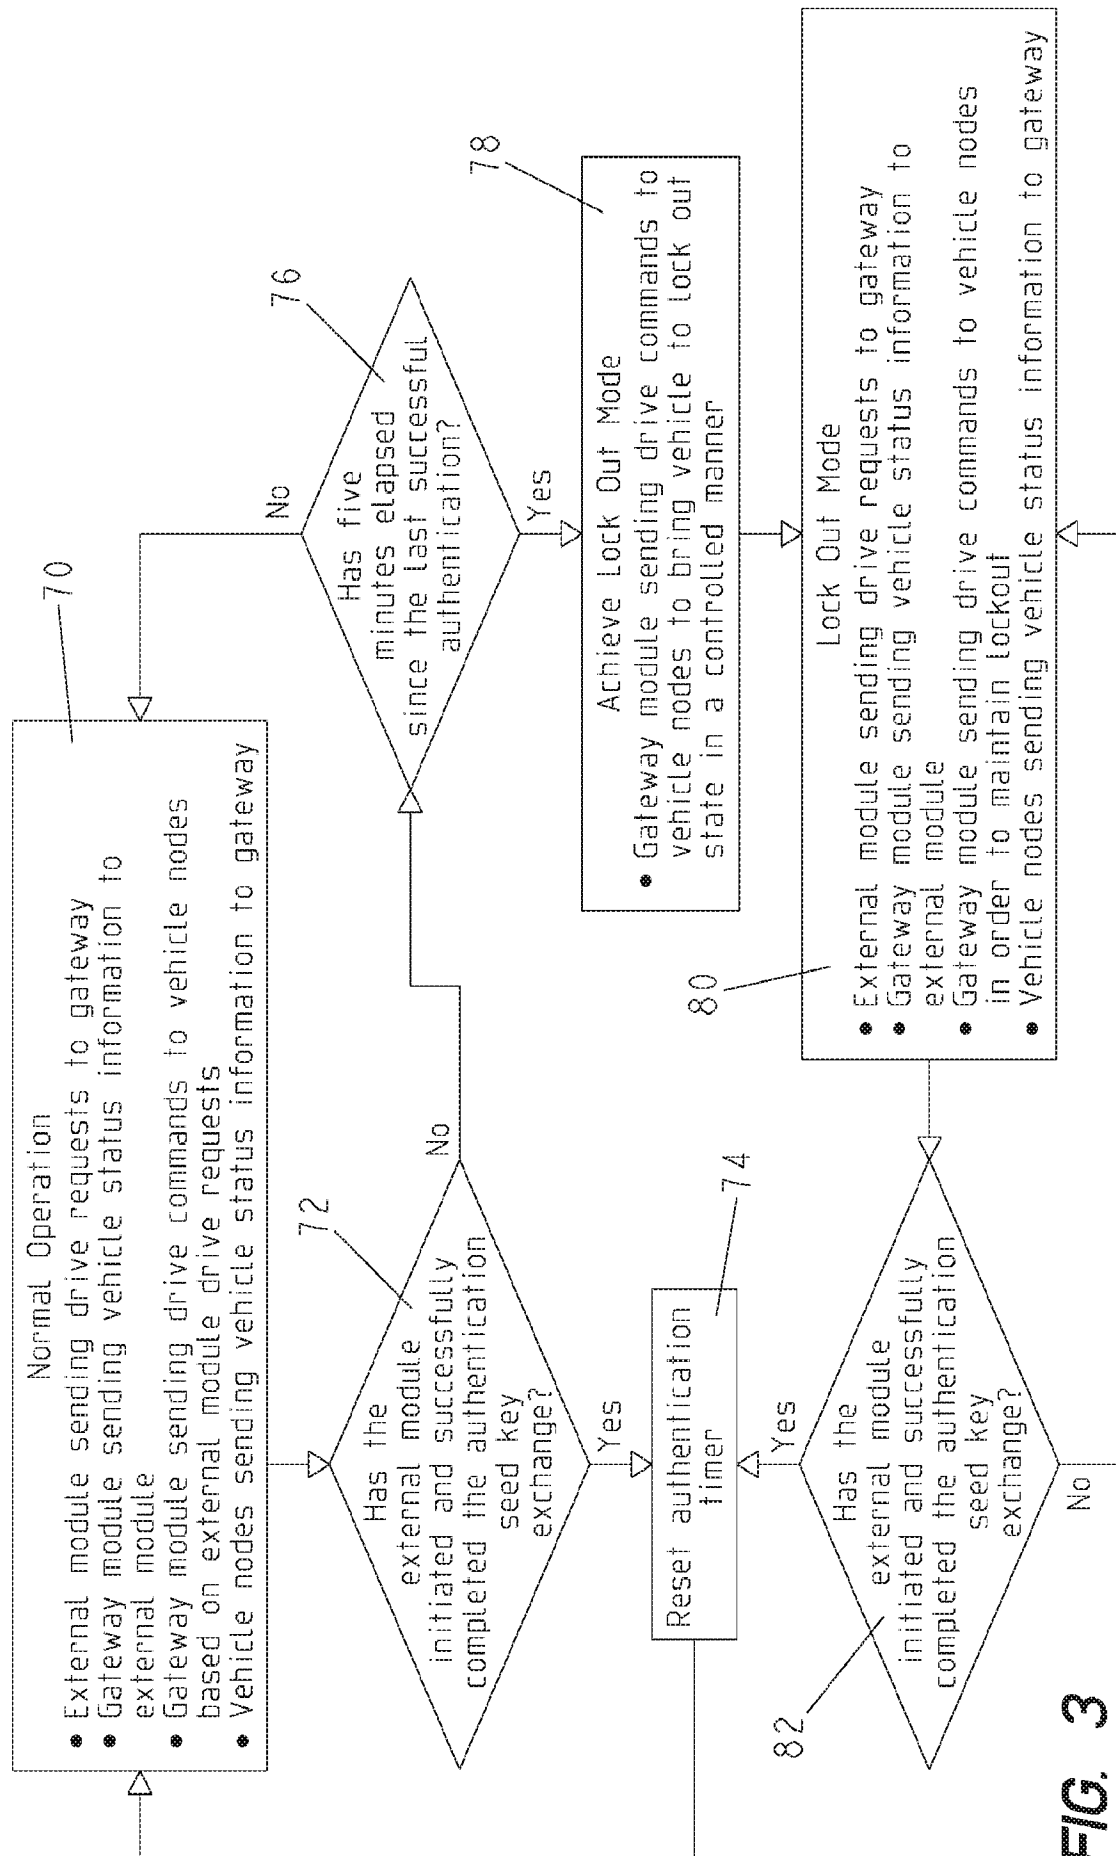 70
Normal Operation
• External module sending drive requests to gateway
• Gateway module sending vehicle status information to
external module
• Gateway module sending drive commands to vehicle nodes
based on external module drive requests
• Vehicle nodes sending vehicle status information to gateway
72
Has the
external module
initiated and successfully
completed the authentication
seed key
exchange?
No
Yes
76
Has five
minutes elapsed
since the last successful
authentication?
No
Yes
74
Reset authentication
timer
78
Achieve Lock Out Mode
• Gateway module sending drive commands to
vehicle nodes to bring vehicle to lock out
state in a controlled manner
82
Has the
external module
initiated and successfully
completed the authentication
seed key
exchange?
Yes
No
80
Lock Out Mode
• External module sending drive requests to gateway
• Gateway module sending vehicle status information to
external module
• Gateway module sending drive commands to vehicle nodes
in order to maintain lockout
• Vehicle nodes sending vehicle status information to gateway
FIG. 3